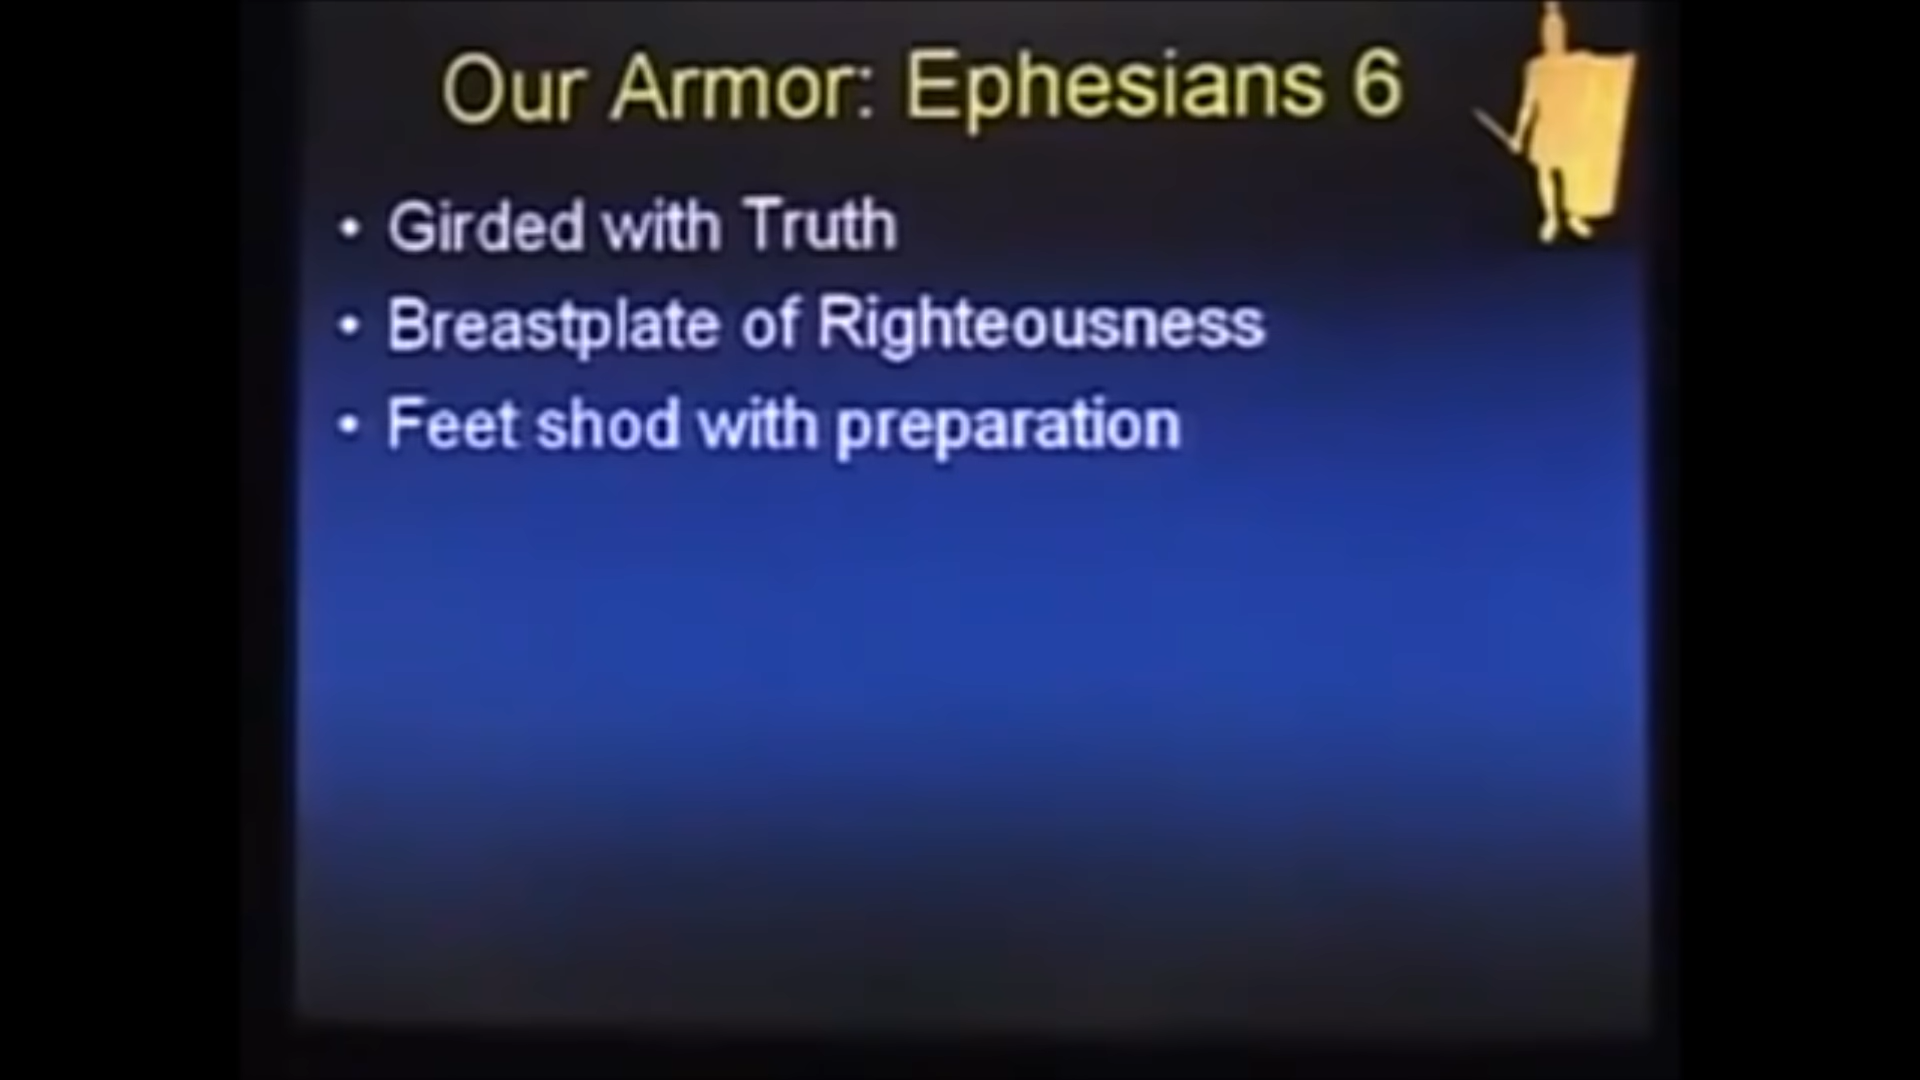 Our Armor: Ephesians 6
• Girded with Truth
• Breastplate of Righteousness
• Feet shod with preparation